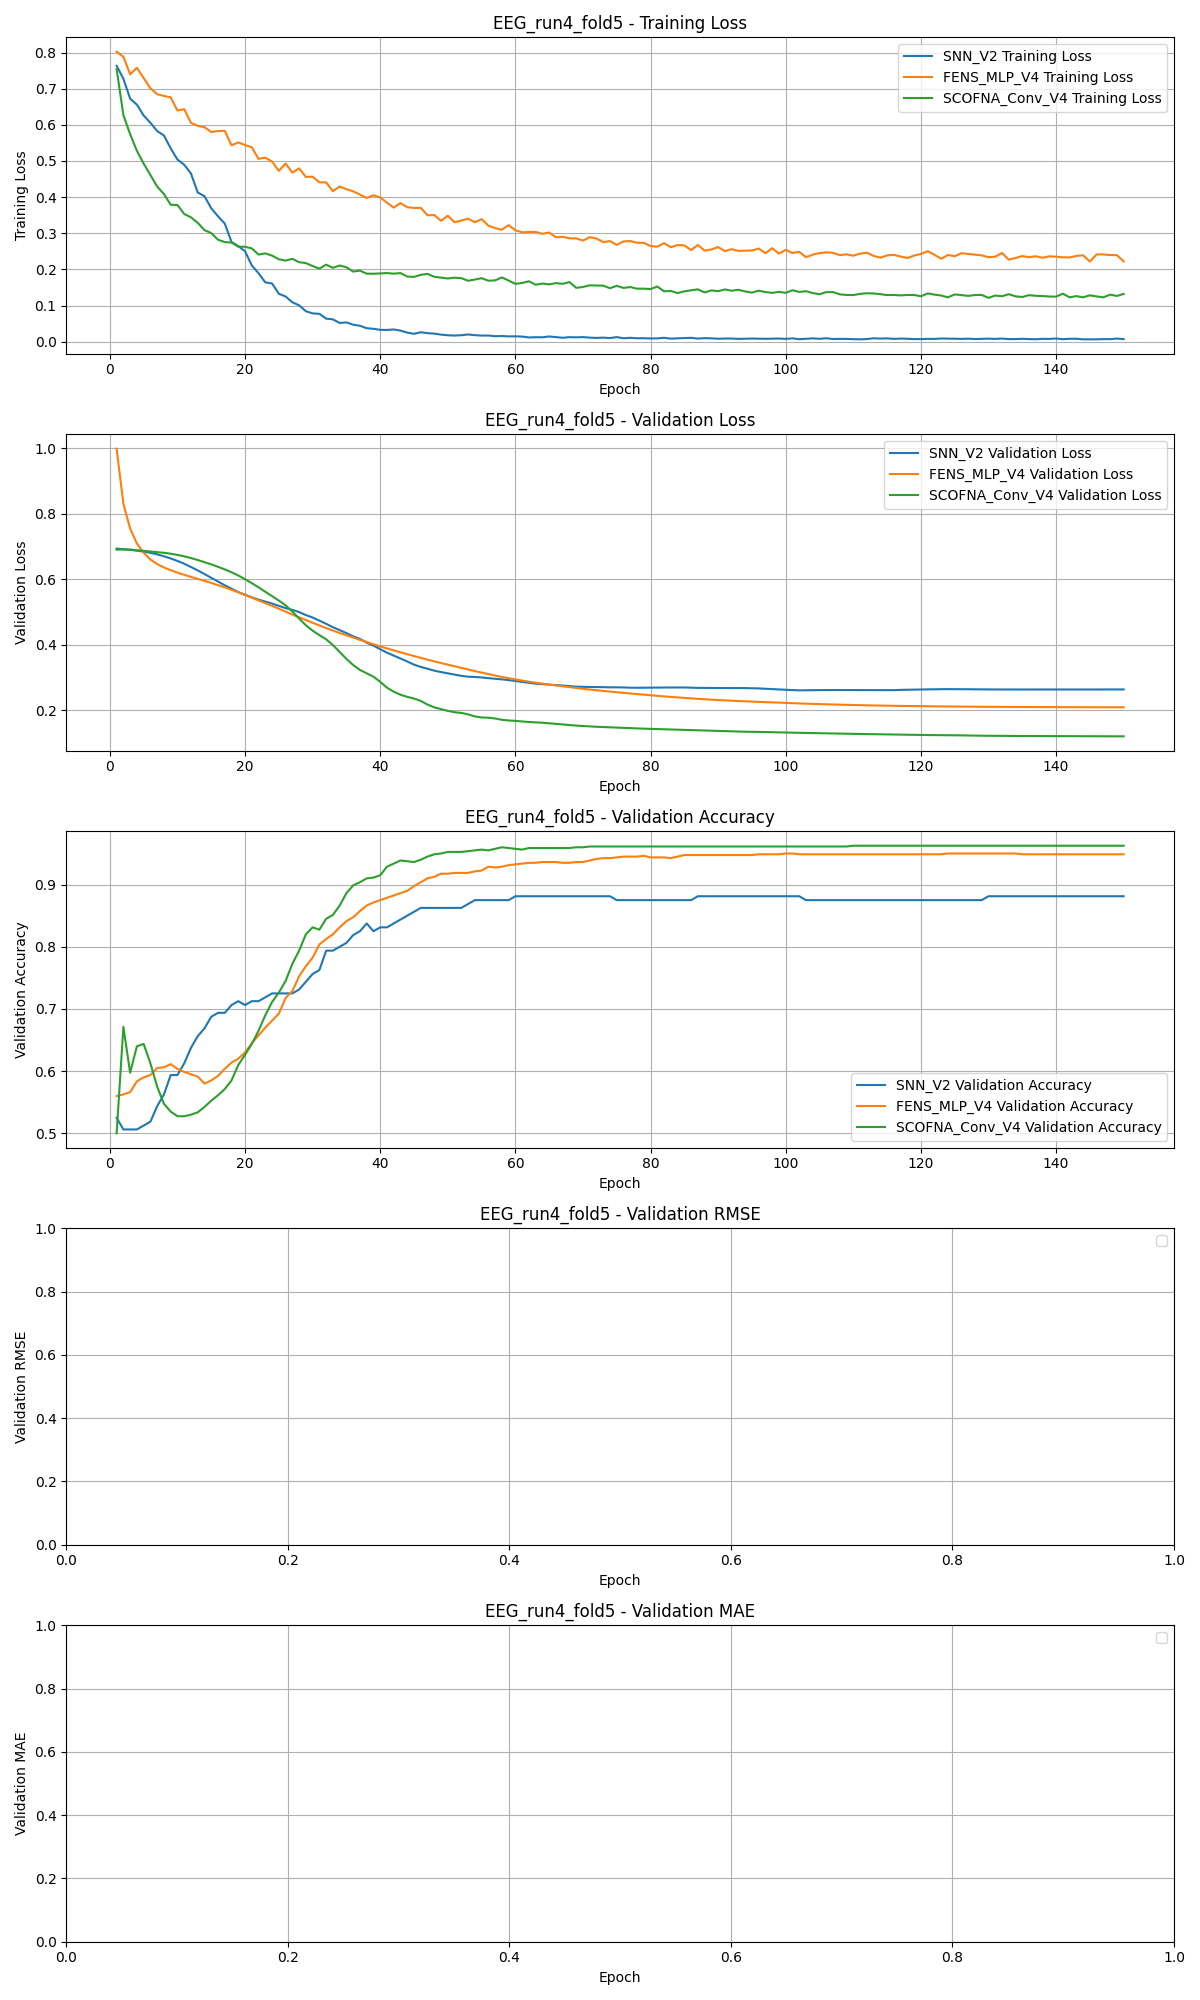 EEG_run4_fold5 - Training Loss
SNN_V2 Training Loss
FENS_MLP_V4 Training Loss
SCOFNA_Conv_V4 Training Loss
Training Loss
0.8
0.7
0.6
0.5
0.4
0.3
0.2
0.1
0.0
0 20 40 60 80 100 120 140
Epoch
EEG_run4_fold5 - Validation Loss
SNN_V2 Validation Loss
FENS_MLP_V4 Validation Loss
SCOFNA_Conv_V4 Validation Loss
Validation Loss
1.0
0.8
0.6
0.4
0.2
0 20 40 60 80 100 120 140
Epoch
EEG_run4_fold5 - Validation Accuracy
Validation Accuracy
0.9
0.8
0.7
0.6
0.5
SNN_V2 Validation Accuracy
FENS_MLP_V4 Validation Accuracy
SCOFNA_Conv_V4 Validation Accuracy
0 20 40 60 80 100 120 140
Epoch
EEG_run4_fold5 - Validation RMSE
Validation RMSE
1.0
0.8
0.6
0.4
0.2
0.0
0.0 0.2 0.4 0.6 0.8 1.0
Epoch
EEG_run4_fold5 - Validation MAE
Validation MAE
1.0
0.8
0.6
0.4
0.2
0.0
0.0 0.2 0.4 0.6 0.8 1.0
Epoch